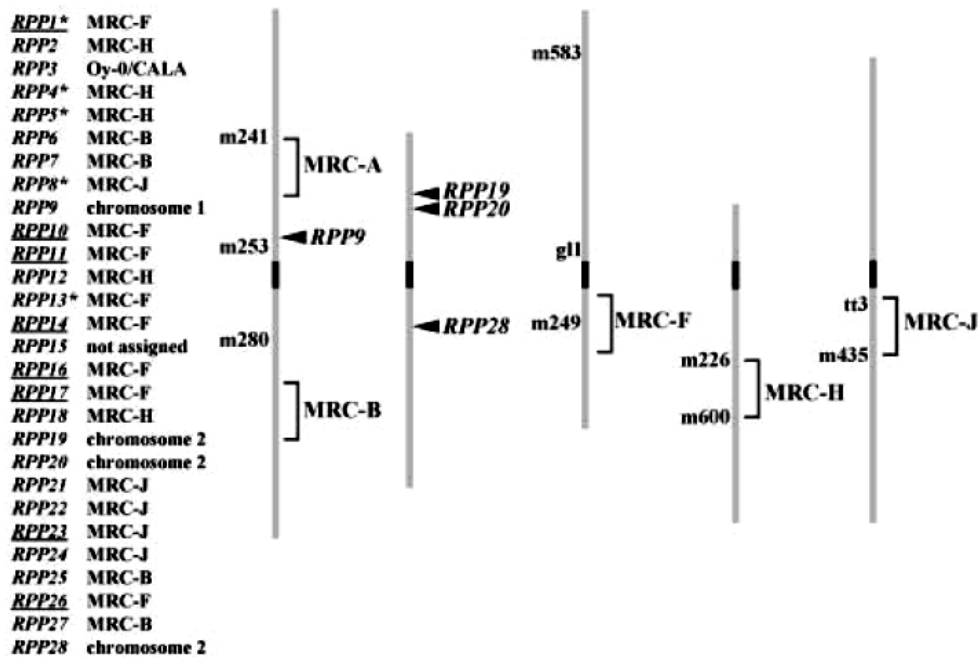 RPP1* MRC-F
RPP2 MRC-H
RPP3 Oy-0/CALA
RPP4* MRC-H
RPP5* MRC-H
RPP6 MRC-B
RPP7 MRC-B
RPP8* MRC-J
RPP9 chromosome 1
RPP10 MRC-F
RPP11 MRC-F
RPP12 MRC-H
RPP13* MRC-F
RPP14 MRC-F
RPP15 not assigned
RPP16 MRC-F
RPP17 MRC-F
RPP18 MRC-H
RPP19 chromosome 2
RPP20 chromosome 2
RPP21 MRC-J
RPP22 MRC-J
RPP23 MRC-J
RPP24 MRC-J
RPP25 MRC-B
RPP26 MRC-F
RPP27 MRC-B
RPP28 chromosome 2
m241
MRC-A
m253
RPP9
m280
MRC-B
RPP19
RPP20
RPP28
m583
gl1
m249
MRC-F
m226
MRC-H
m600
tt3
MRC-J
m435